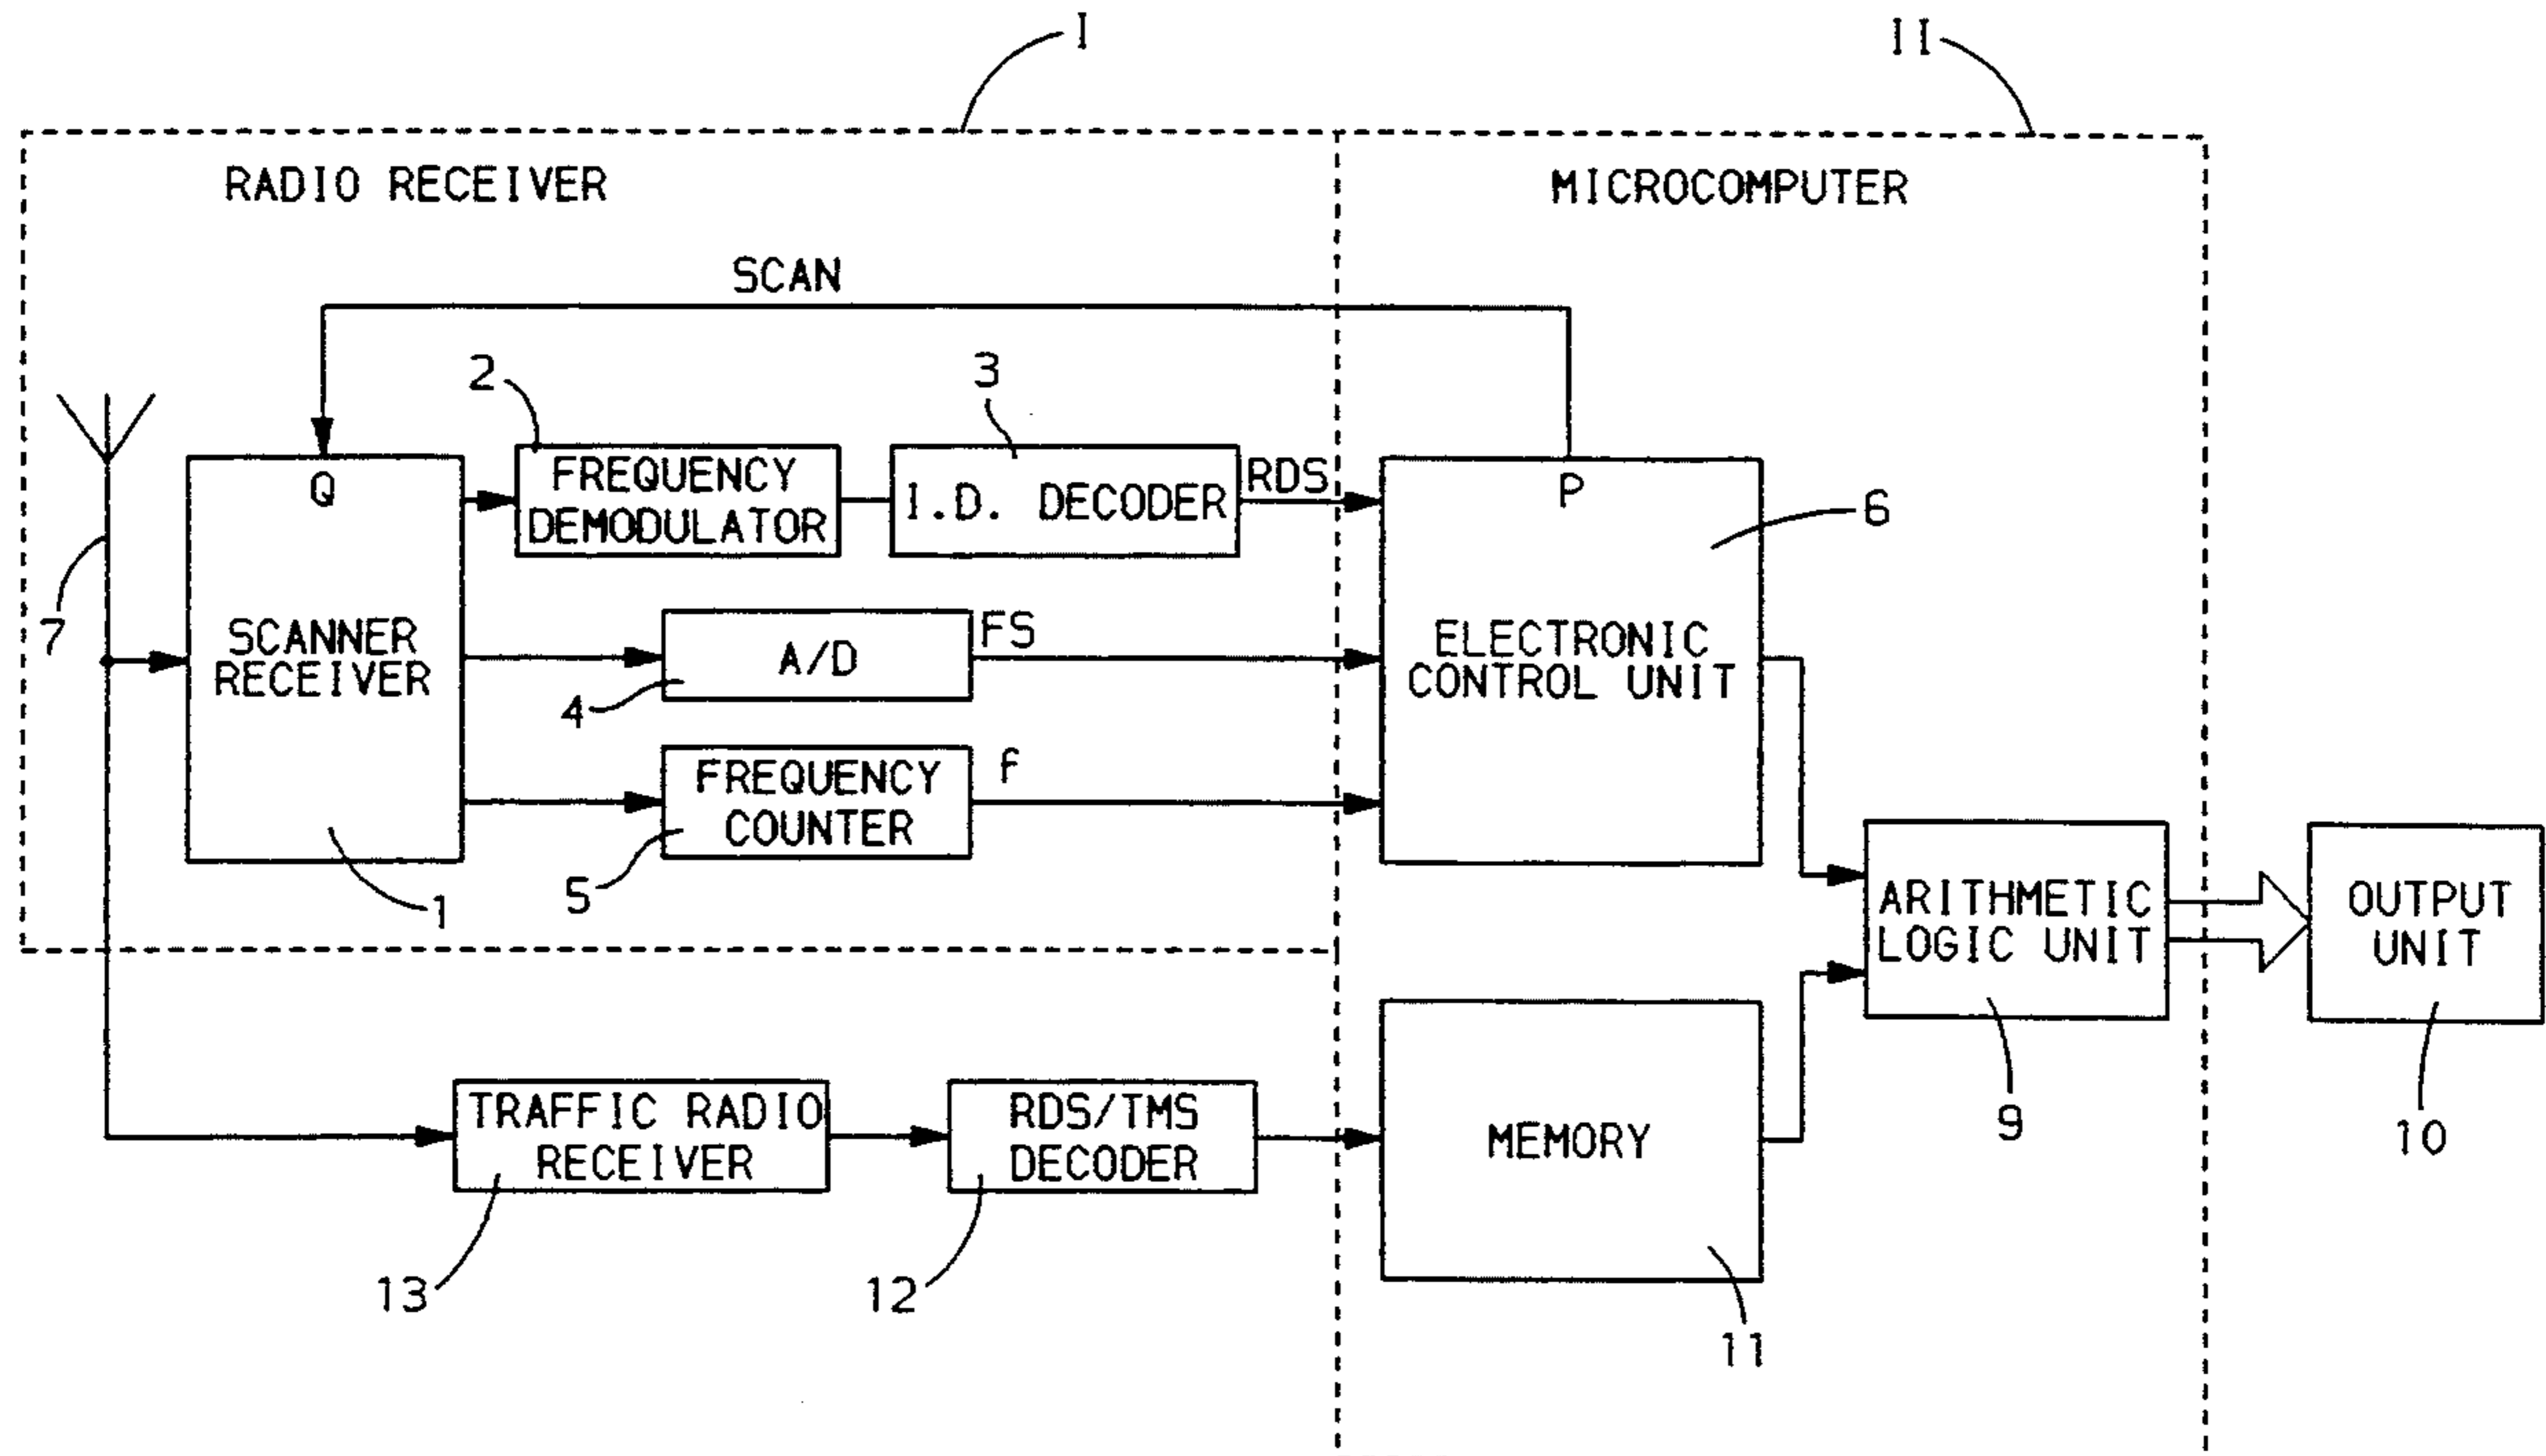 I
II
RADIO RECEIVER
MICROCOMPUTER
SCAN
2
3
Q
FREQUENCY
DEMODULATOR
I.D. DECODER
RDS
P
6
7
SCANNER
RECEIVER
A/D
FS
4
ELECTRONIC
CONTROL UNIT
FREQUENCY
COUNTER
f
5
1
ARITHMETIC
LOGIC UNIT
OUTPUT
UNIT
9
10
TRAFFIC RADIO
RECEIVER
RDS/TMS
DECODER
MEMORY
13
12
11